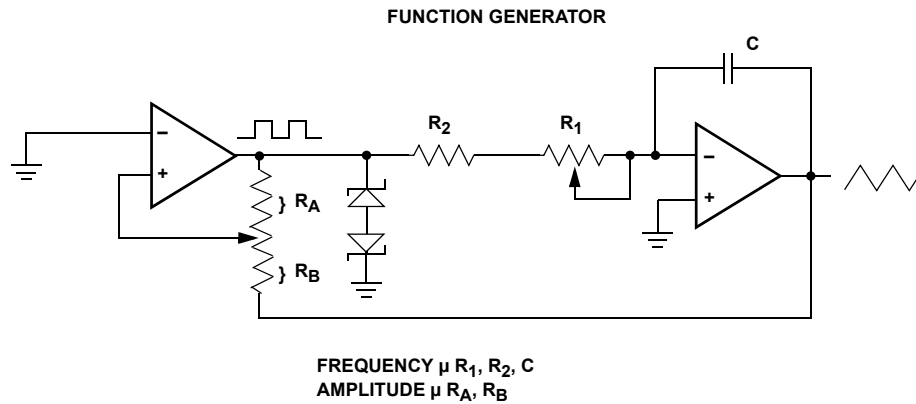 FUNCTION GENERATOR
C
R2
R1
−
+
} RA
} RB
−
+
FREQUENCY µ R1, R2, C
AMPLITUDE µ RA, RB